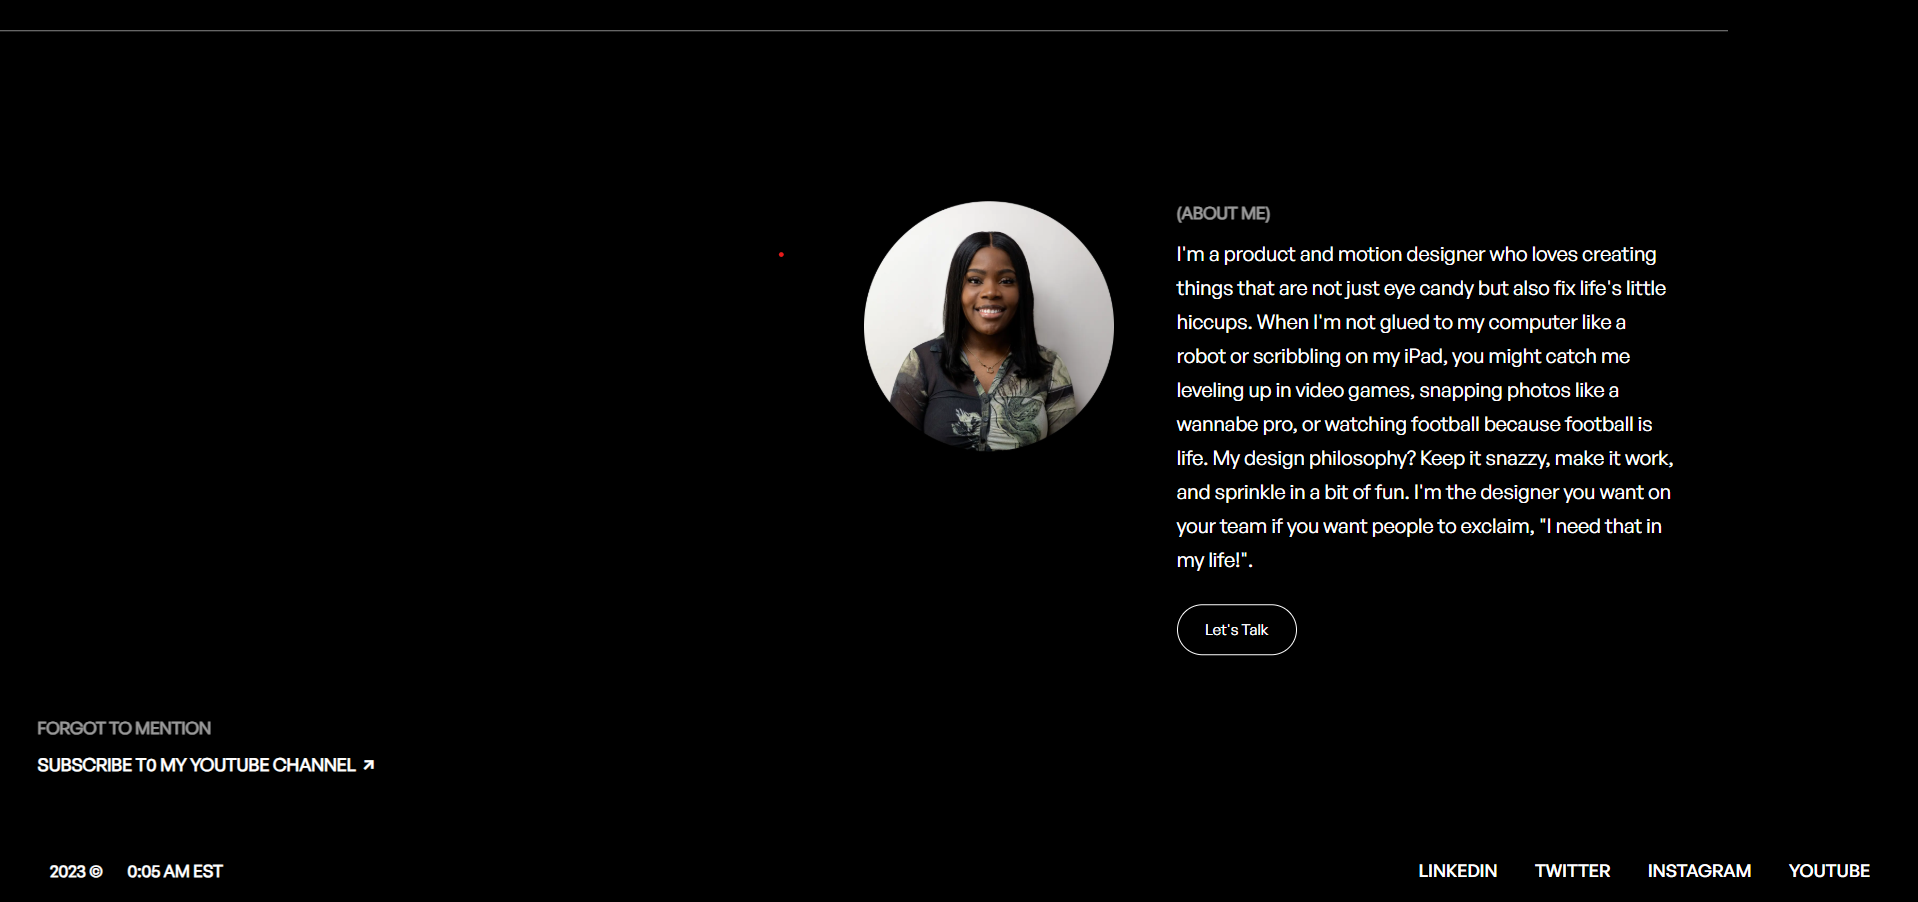 (ABOUT ME)
I'm a product and motion designer who loves creating
things that are not just eye candy but also fix life's little
hiccups. When I'm not glued to my computer like a
robot or scribbling on my iPad, you might catch me
leveling up in video games, snapping photos like a
wannabe pro, or watching football because football is
life. My design philosophy? Keep it snazzy, make it work,
and sprinkle in a bit of fun. I'm the designer you want on
your team if you want people to exclaim, "I need that in
my life!".
Let's Talk
FORGOT TO MENTION
SUBSCRIBE T0 MY YOUTUBE CHANNEL ↗
2023 © 0:05 AM EST
LINKEDIN TWITTER INSTAGRAM YOUTUBE